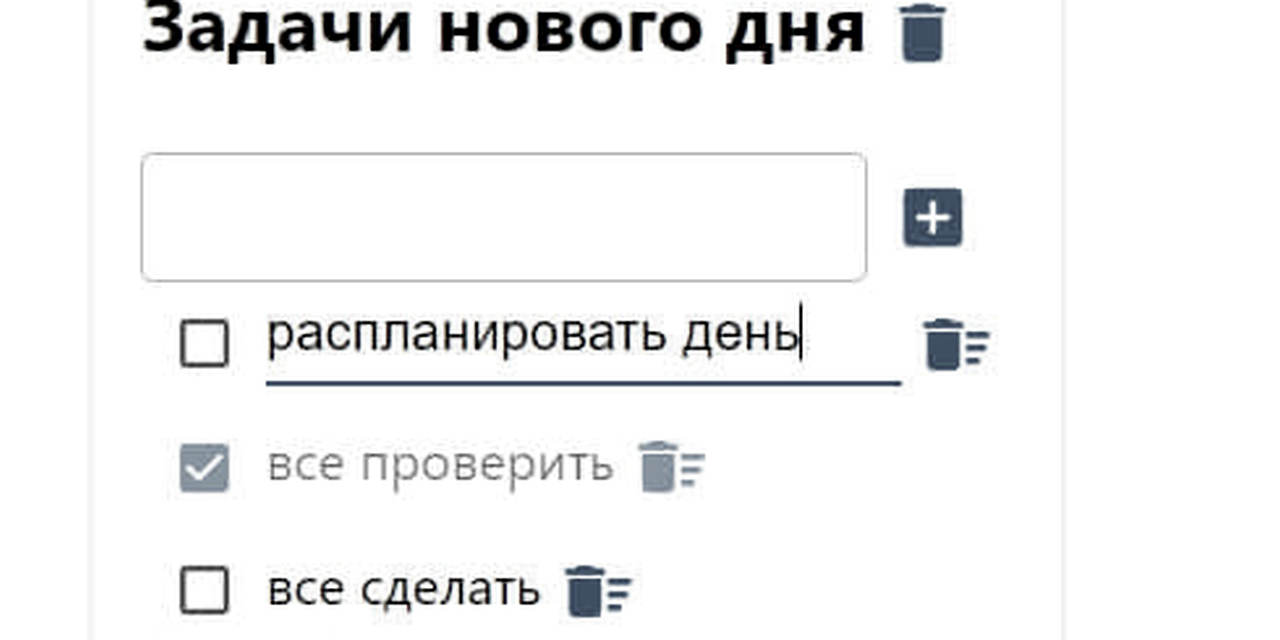 Задачи нового дня
распланировать день
все проверить
все сделать